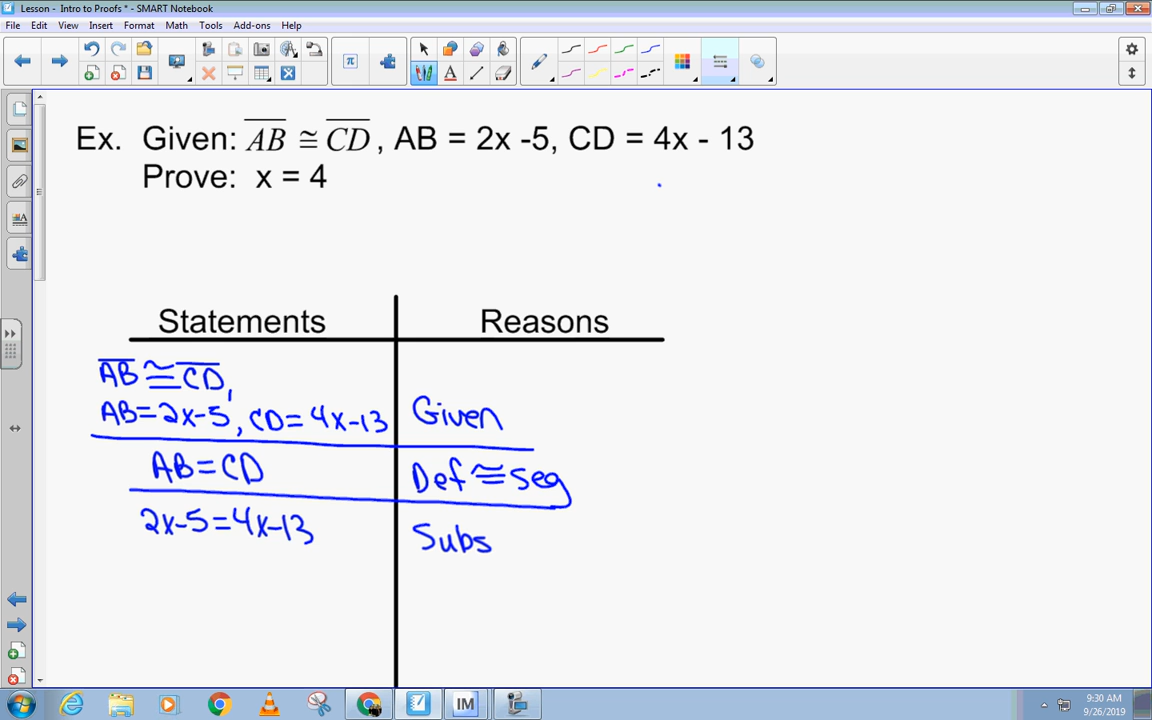 Lesson - Intro to Proofs * - SMART Notebook
File Edit View Insert Format Math Tools Add-ons Help
Ex. Given: AB ≅ CD, AB = 2x -5, CD = 4x - 13
Prove: x = 4
Statements Reasons
AB ≅ CD,
AB=2x-5, CD=4x-13 Given
AB=CD Def ≅ seg
2x-5=4x-13 Subs
IM
9:30 AM
9/26/2019